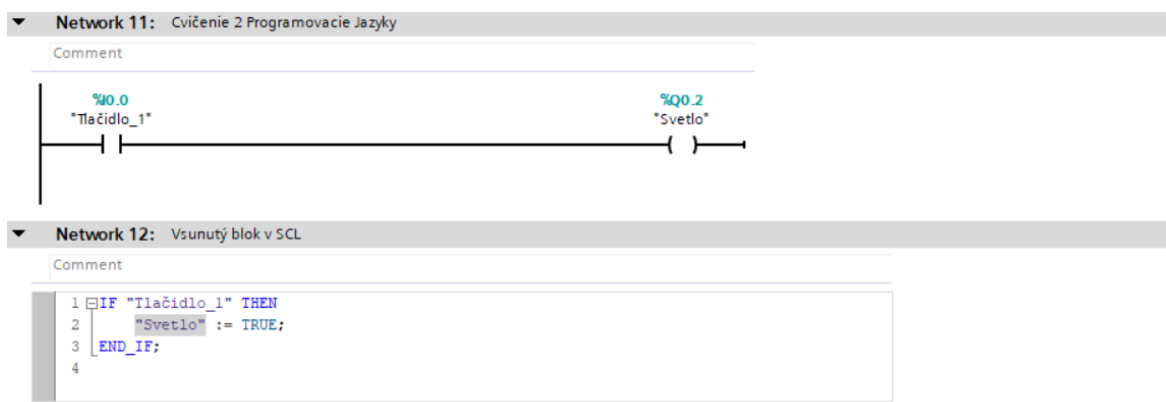 Network 11: Cvičenie 2 Programovacie Jazyky
Comment
%I0.0
"Tlačidlo_1"
%Q0.2
"Svetlo"
Network 12: Vsunutý blok v SCL
Comment
1 IF "Tlačidlo_1" THEN
2 "Svetlo" := TRUE;
3 END_IF;
4